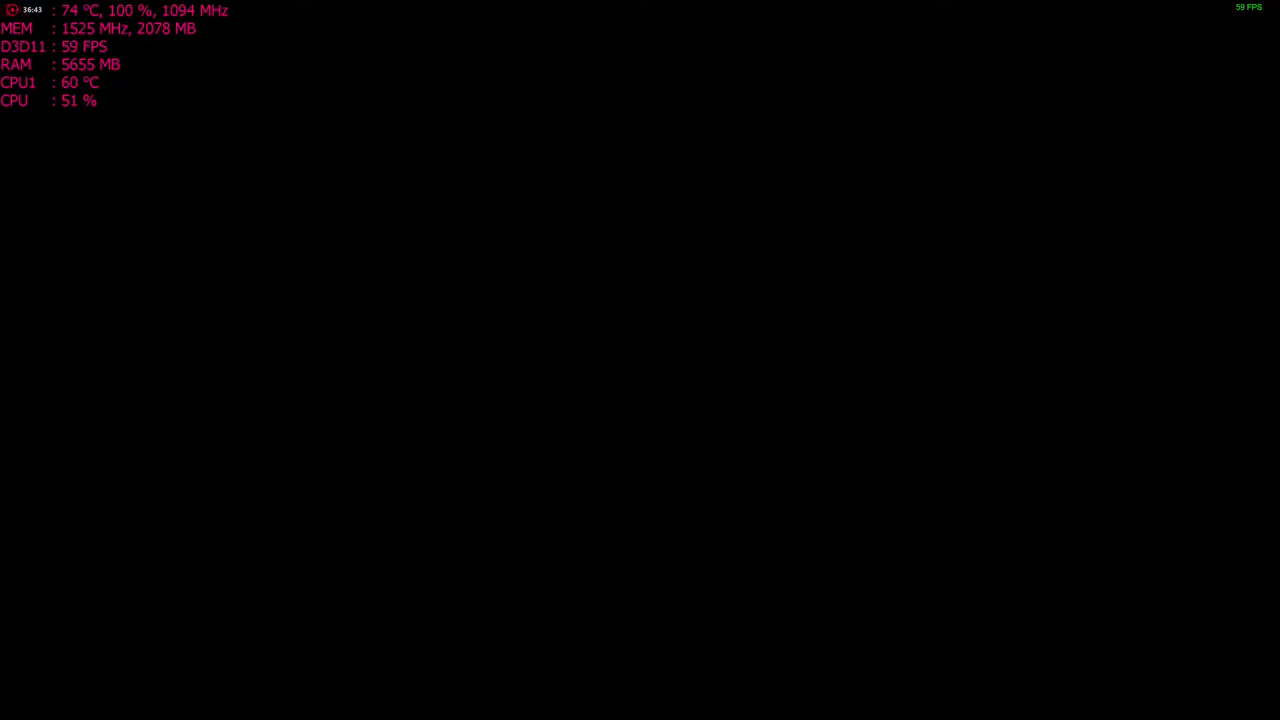 36:43 : 74 °C, 100 %, 1094 MHz
59 FPS
MEM : 1525 MHz, 2078 MB
D3D11 : 59 FPS
RAM : 5655 MB
CPU1 : 60 °C
CPU : 51 %